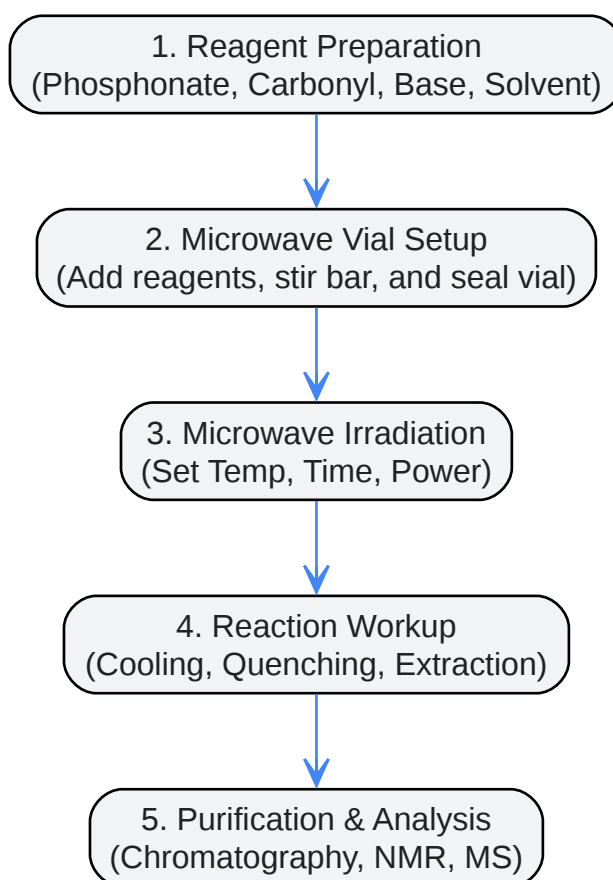 1. Reagent Preparation
(Phosphonate, Carbonyl, Base, Solvent)
2. Microwave Vial Setup
(Add reagents, stir bar, and seal vial)
3. Microwave Irradiation
(Set Temp, Time, Power)
4. Reaction Workup
(Cooling, Quenching, Extraction)
5. Purification & Analysis
(Chromatography, NMR, MS)